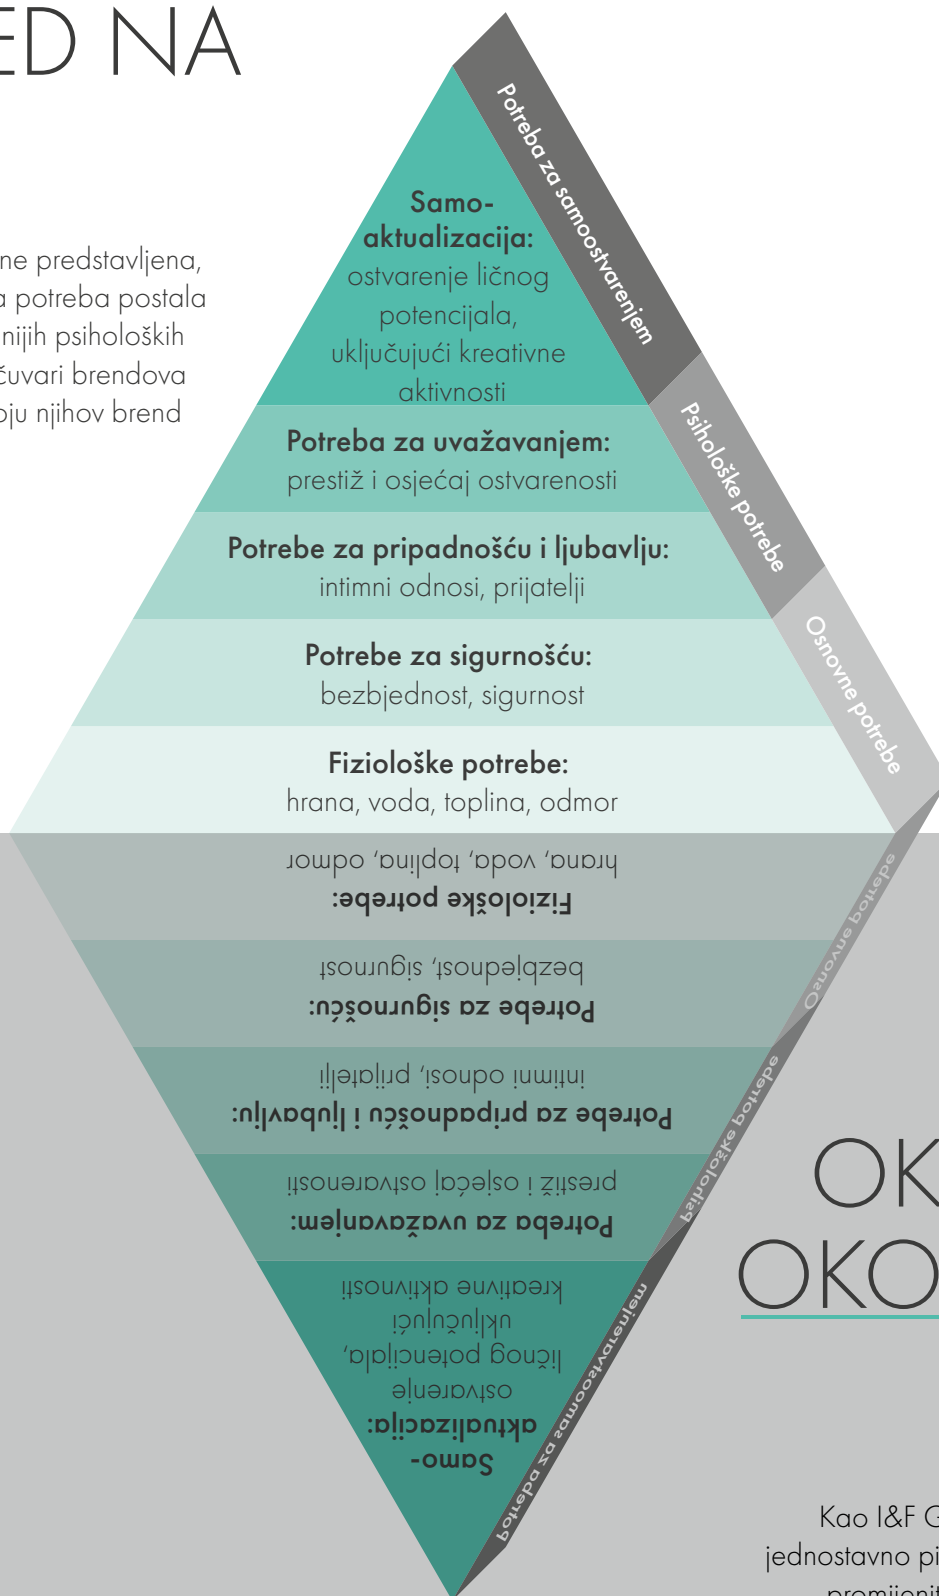 ED NA
ne predstavljena,
a potreba postala
nijih psiholoških
čuvari brendova
oju njihov brend
Samo-
aktualizacija:
ostvarenje ličnog
potencijala,
uključujući kreativne
aktivnosti
Potreba za samoostvarenjem
Potreba za uvažavanjem:
prestiž i osjećaj ostvarenosti
Potrebe za pripadnošću i ljubavlju:
intimni odnosi, prijatelji
Psihološke potrebe
Potrebe za sigurnošću:
bezbjednost, sigurnost
Fiziološke potrebe:
hrana, voda, toplina, odmor
Osnovne potrebe
hrana, voda, toplina, odmor
Fiziološke potrebe:
Osnovne potrebe
bezbjednost, sigurnost
Potrebe za sigurnošću:
intimni odnosi, prijatelji
Potrebe za pripadnošću i ljubavlju:
Psihološke potrebe
prestiž i osjećaj ostvarenosti
Potreba za uvažavanjem:
kreativne aktivnosti
uključujući
ličnog potencijala,
ostvarenje
aktualizacija:
Samo-
Potreba za samoostvarenjem
OK
OKO
Kao I&F G
jednostavno pi
promijenit